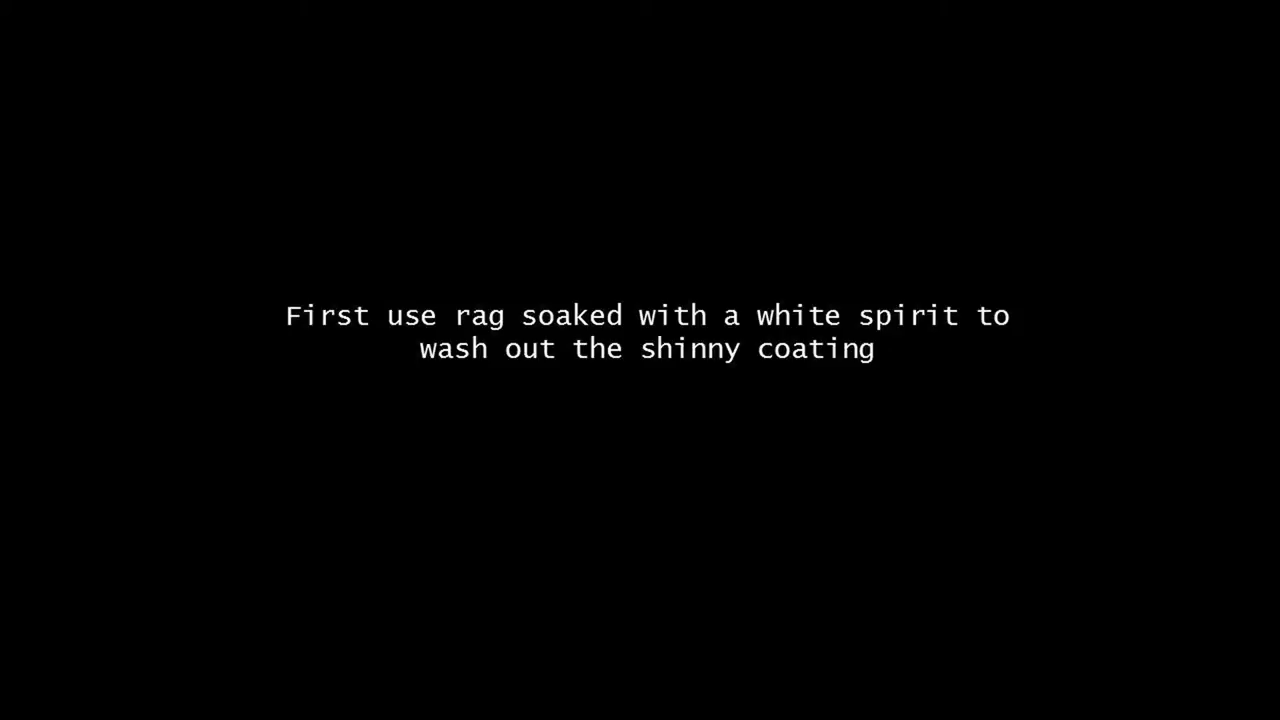 First use rag soaked with a white spirit to
wash out the shinny coating